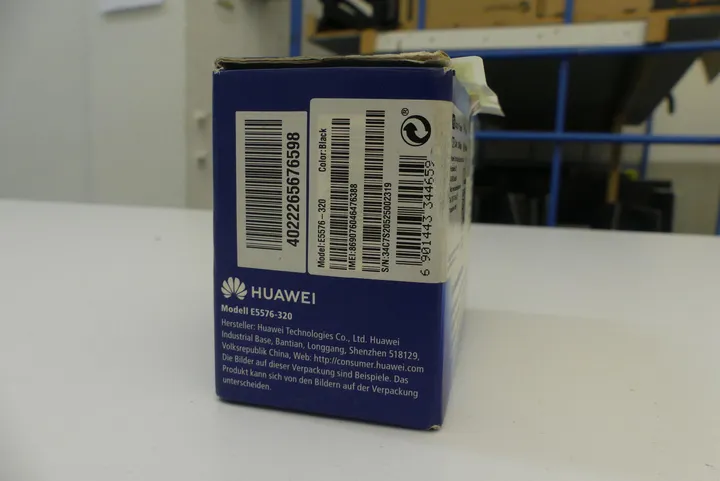 4022265676598
Model:E5576-320 Color:Black
IMEI:869076046476388
S/N:34C7S20525002319
6 901443 344659
®
HUAWEI
Modell E5576-320
Hersteller: Huawei Technologies Co., Ltd. Huawei
Industrial Base, Bantian, Longgang, Shenzhen 518129,
Volksrepublik China, Web: http://consumer.huawei.com
Die Bilder auf dieser Verpackung sind Beispiele. Das
Produkt kann sich von den Bildern auf der Verpackung
unterscheiden.